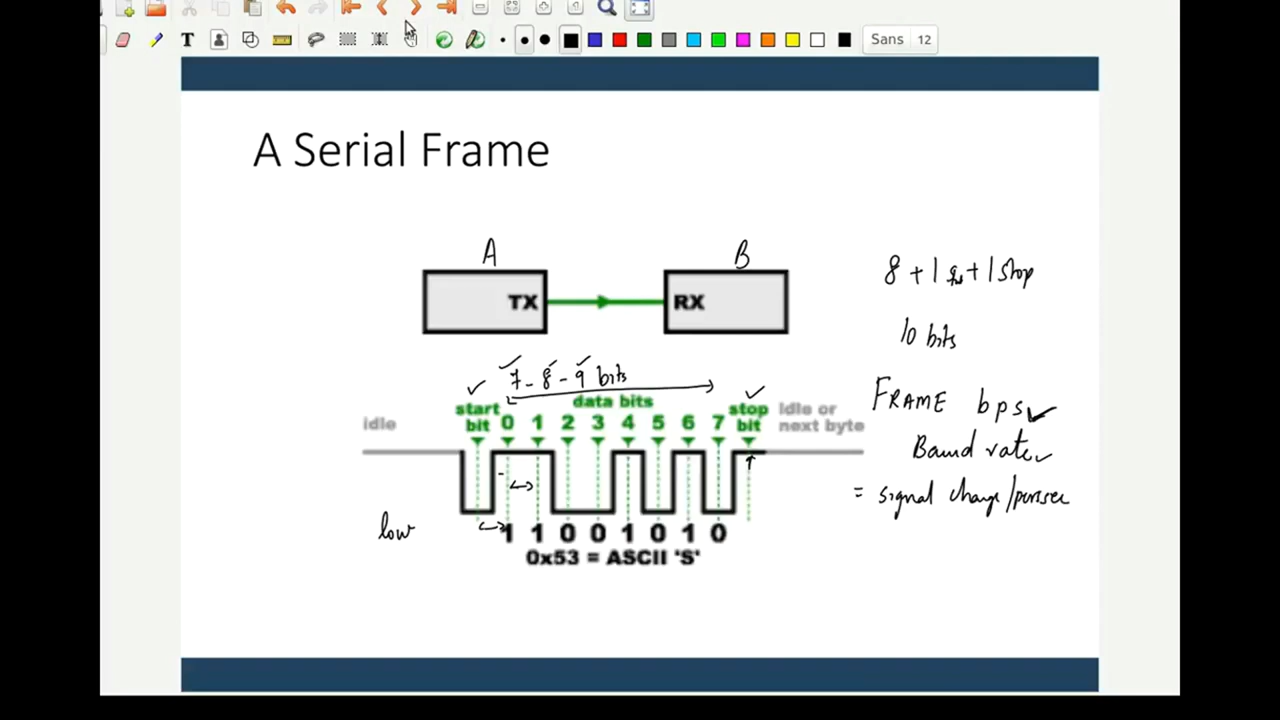 T
Sans 12
A Serial Frame
A
B
TX
RX
8 + 1 + 1 stop
10 bits
7 - 8 - 9 bits
FRAME bps
Baud rate
= signal change / persec
idle
start bit
data bits
stop bit
Idle or next byte
0 1 2 3 4 5 6 7
low
1 1 0 0 1 0 1 0
0x53 = ASCII 'S'